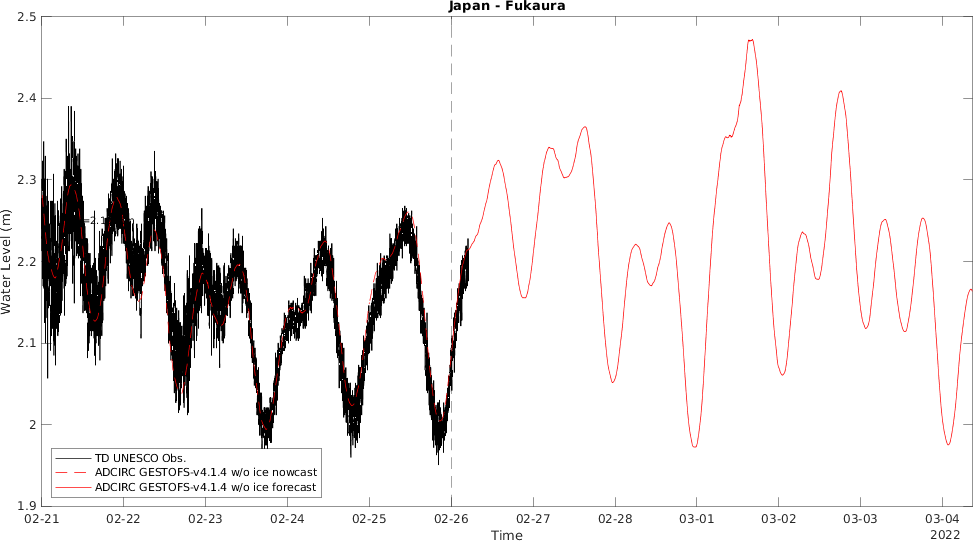 Japan - Fukaura
Water Level (m)
2.5
2.4
2.3
2.2
2.1
2
1.9
TD UNESCO Obs.
ADCIRC GESTOFS-v4.1.4 w/o ice nowcast
ADCIRC GESTOFS-v4.1.4 w/o ice forecast
02-21 02-22 02-23 02-24 02-25 02-26 02-27 02-28 03-01 03-02 03-03 03-04
Time
2022